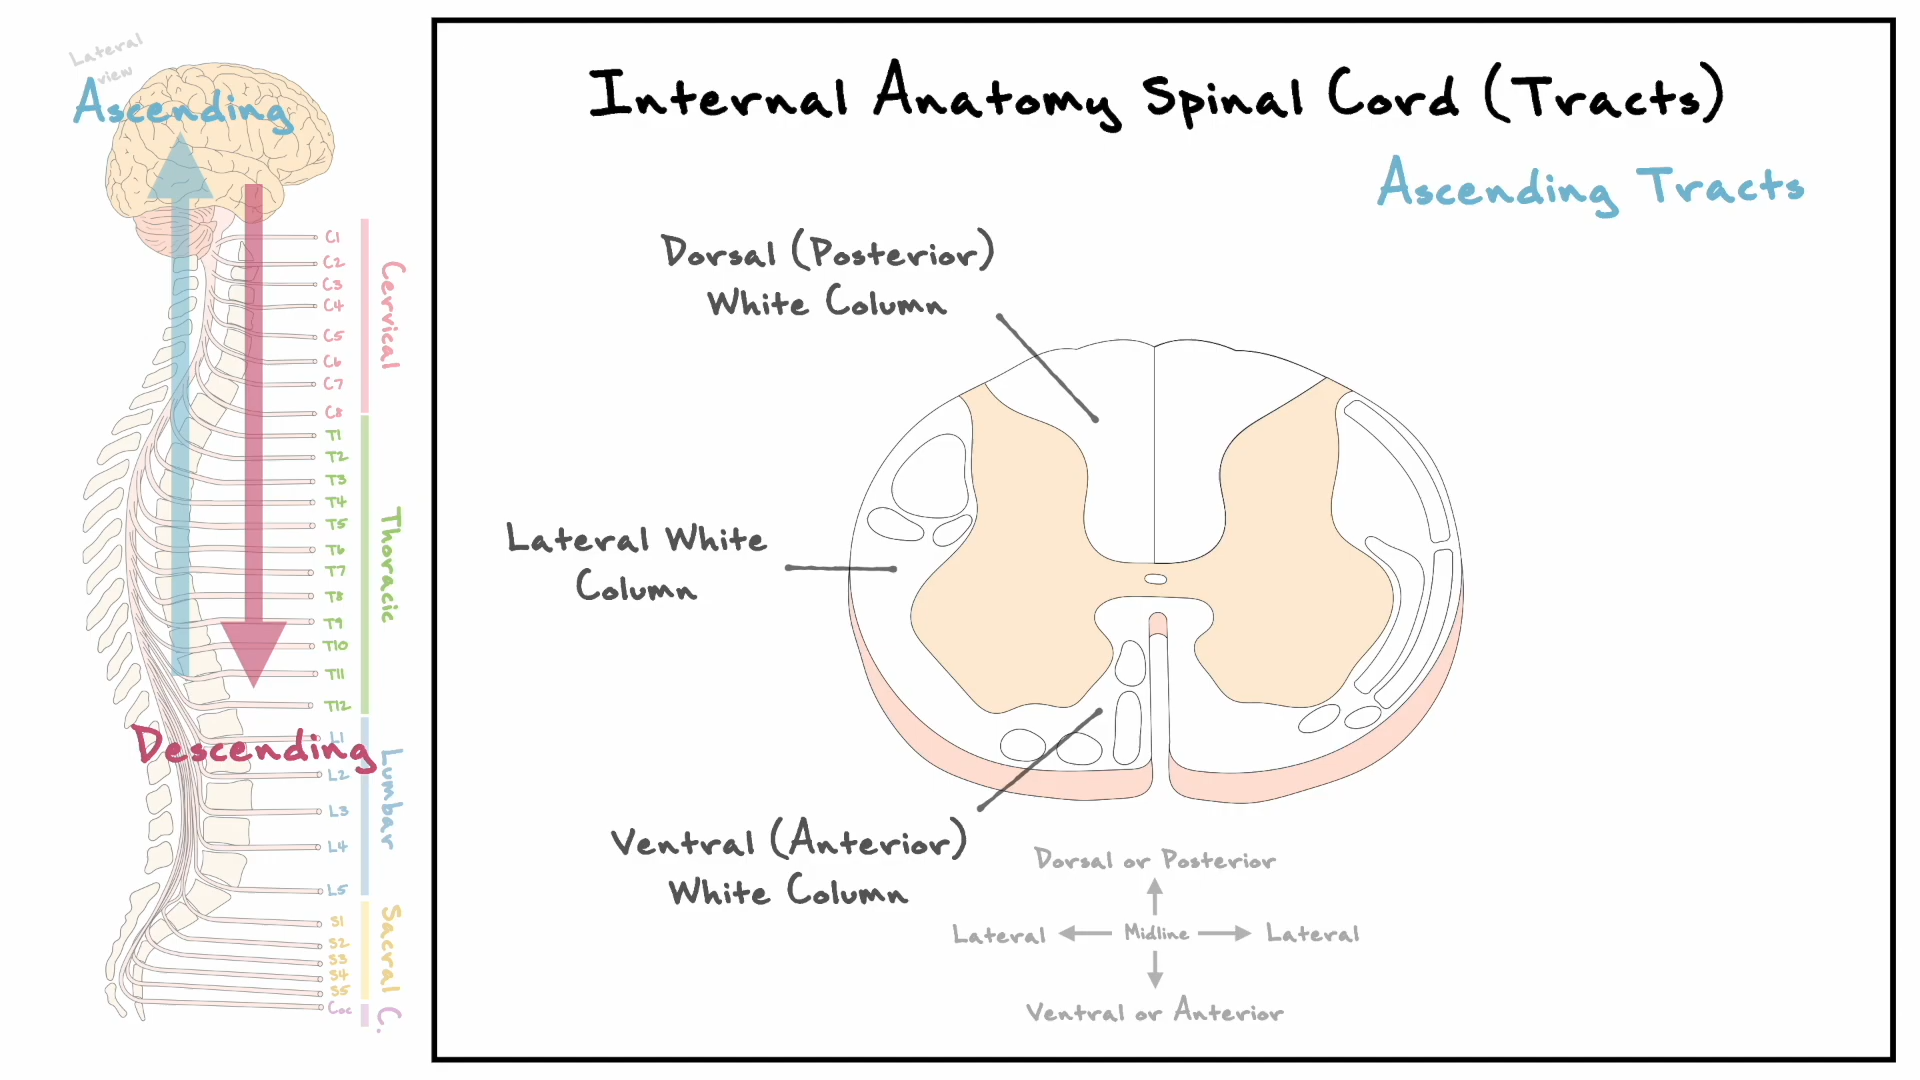 Lateral
view
Ascending
Descending
C1
C2
C3
C4
C5
C6
C7
C8
T1
T2
T3
T4
T5
T6
T7
T8
T9
T10
T11
T12
L1
L2
L3
L4
L5
S1
S2
S3
S4
S5
Coc
Cervical
Thoracic
Lumbar
Sacral
C.
Internal Anatomy Spinal Cord (Tracts)
Ascending Tracts
Dorsal (Posterior)
White Column
Lateral White
Column
Ventral (Anterior)
White Column
Dorsal or Posterior
Lateral
Midline
Lateral
Ventral or Anterior